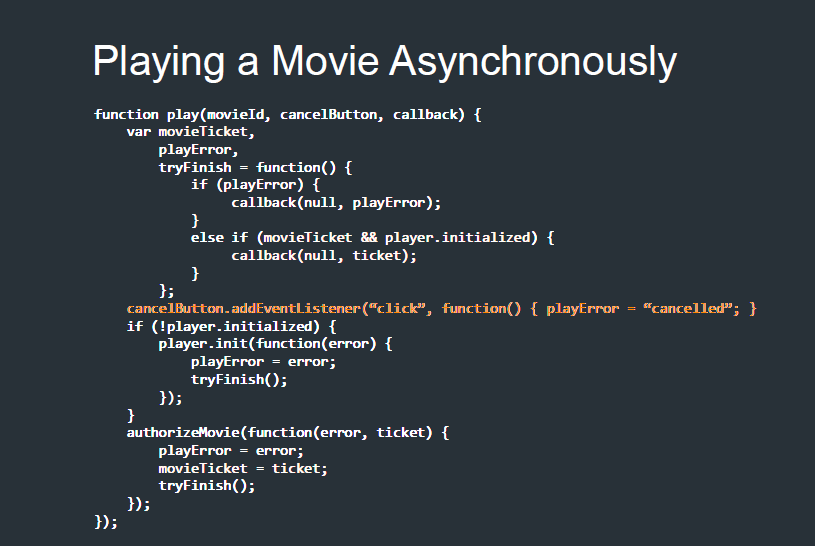 Playing a Movie Asynchronously
function play(movieId, cancelButton, callback) {
    var movieTicket,
        playError,
        tryFinish = function() {
            if (playError) {
                 callback(null, playError);
            }
            else if (movieTicket && player.initialized) {
                 callback(null, ticket);
            }
        };
    cancelButton.addEventListener(“click”, function() { playError = “cancelled”; }
    if (!player.initialized) {
        player.init(function(error) {
            playError = error;
            tryFinish();
        });
    }
    authorizeMovie(function(error, ticket) {
        playError = error;
        movieTicket = ticket;
        tryFinish();
    });
});